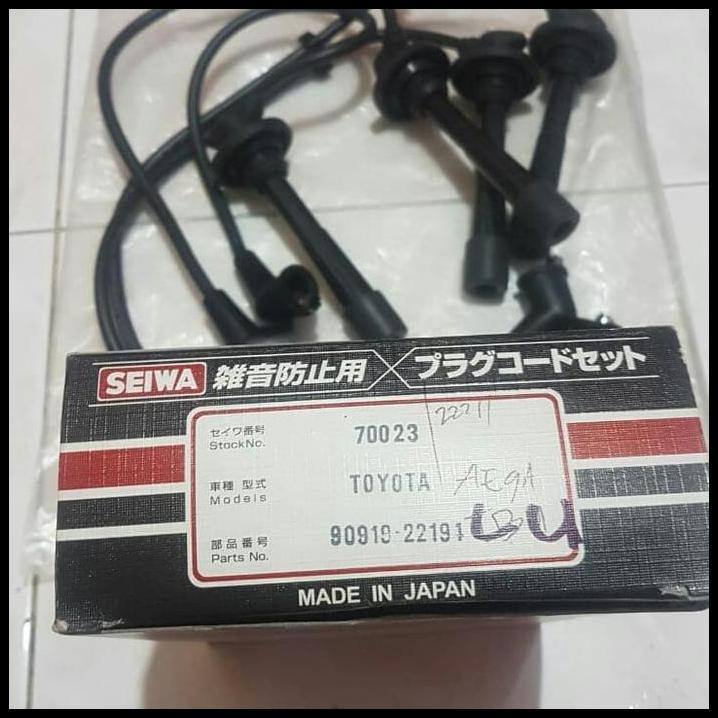 SEIWA 雑音防止用 プラグコードセット
セイワ番号
StockNo. 70023 22211
車種 型式
Models TOYOTA AE91
部品番号
Parts No. 90919-22191
MADE IN JAPAN